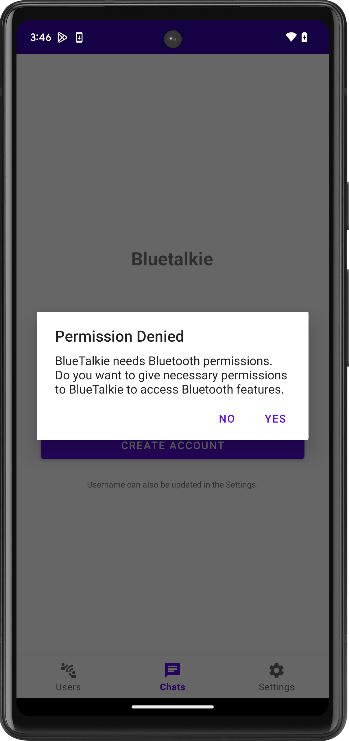 3:46
Bluetalkie
Permission Denied
BlueTalkie needs Bluetooth permissions.
Do you want to give necessary permissions
to BlueTalkie to access Bluetooth features.
NO YES
CREATE ACCOUNT
Username can also be updated in the Settings.
Users Chats Settings